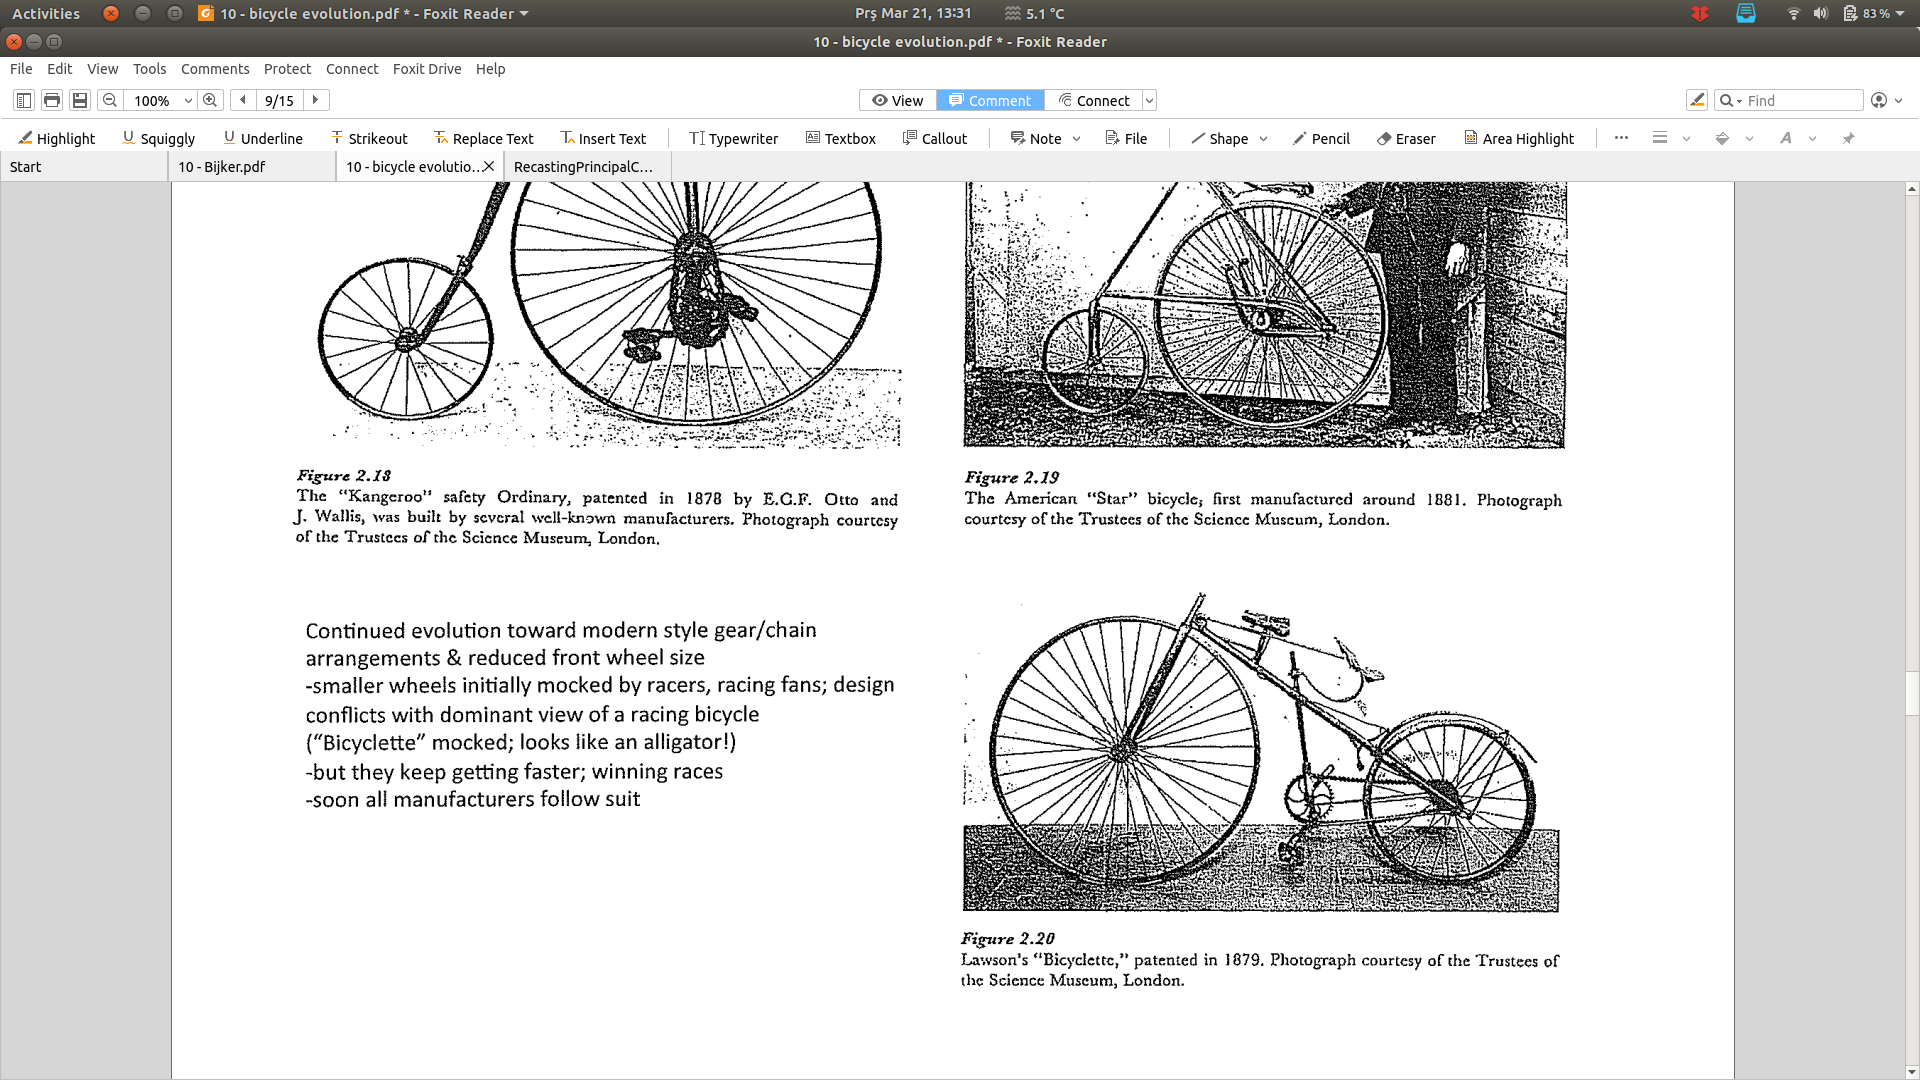 Activities
10 - bicycle evolution.pdf * - Foxit Reader
Prş Mar 21, 13:31
5.1 °C
83 %
10 - bicycle evolution.pdf * - Foxit Reader
File Edit View Tools Comments Protect Connect Foxit Drive Help
100% 9/15 View Comment Connect Find
Highlight Squiggly Underline Strikeout Replace Text Insert Text Typewriter Textbox Callout Note File Shape Pencil Eraser Area Highlight
Start 10 - Bijker.pdf 10 - bicycle evolutio... RecastingPrincipalC...
Figure 2.18
The "Kangeroo" safety Ordinary, patented in 1878 by E.C.F. Otto and
J. Wallis, was built by several well-known manufacturers. Photograph courtesy
of the Trustees of the Science Museum, London.
Figure 2.19
The American "Star" bicycle, first manufactured around 1881. Photograph
courtesy of the Trustees of the Science Museum, London.
Continued evolution toward modern style gear/chain
arrangements & reduced front wheel size
-smaller wheels initially mocked by racers, racing fans; design
conflicts with dominant view of a racing bicycle
("Bicyclette" mocked; looks like an alligator!)
-but they keep getting faster; winning races
-soon all manufacturers follow suit
Figure 2.20
Lawson's "Bicyclette," patented in 1879. Photograph courtesy of the Trustees of
the Science Museum, London.